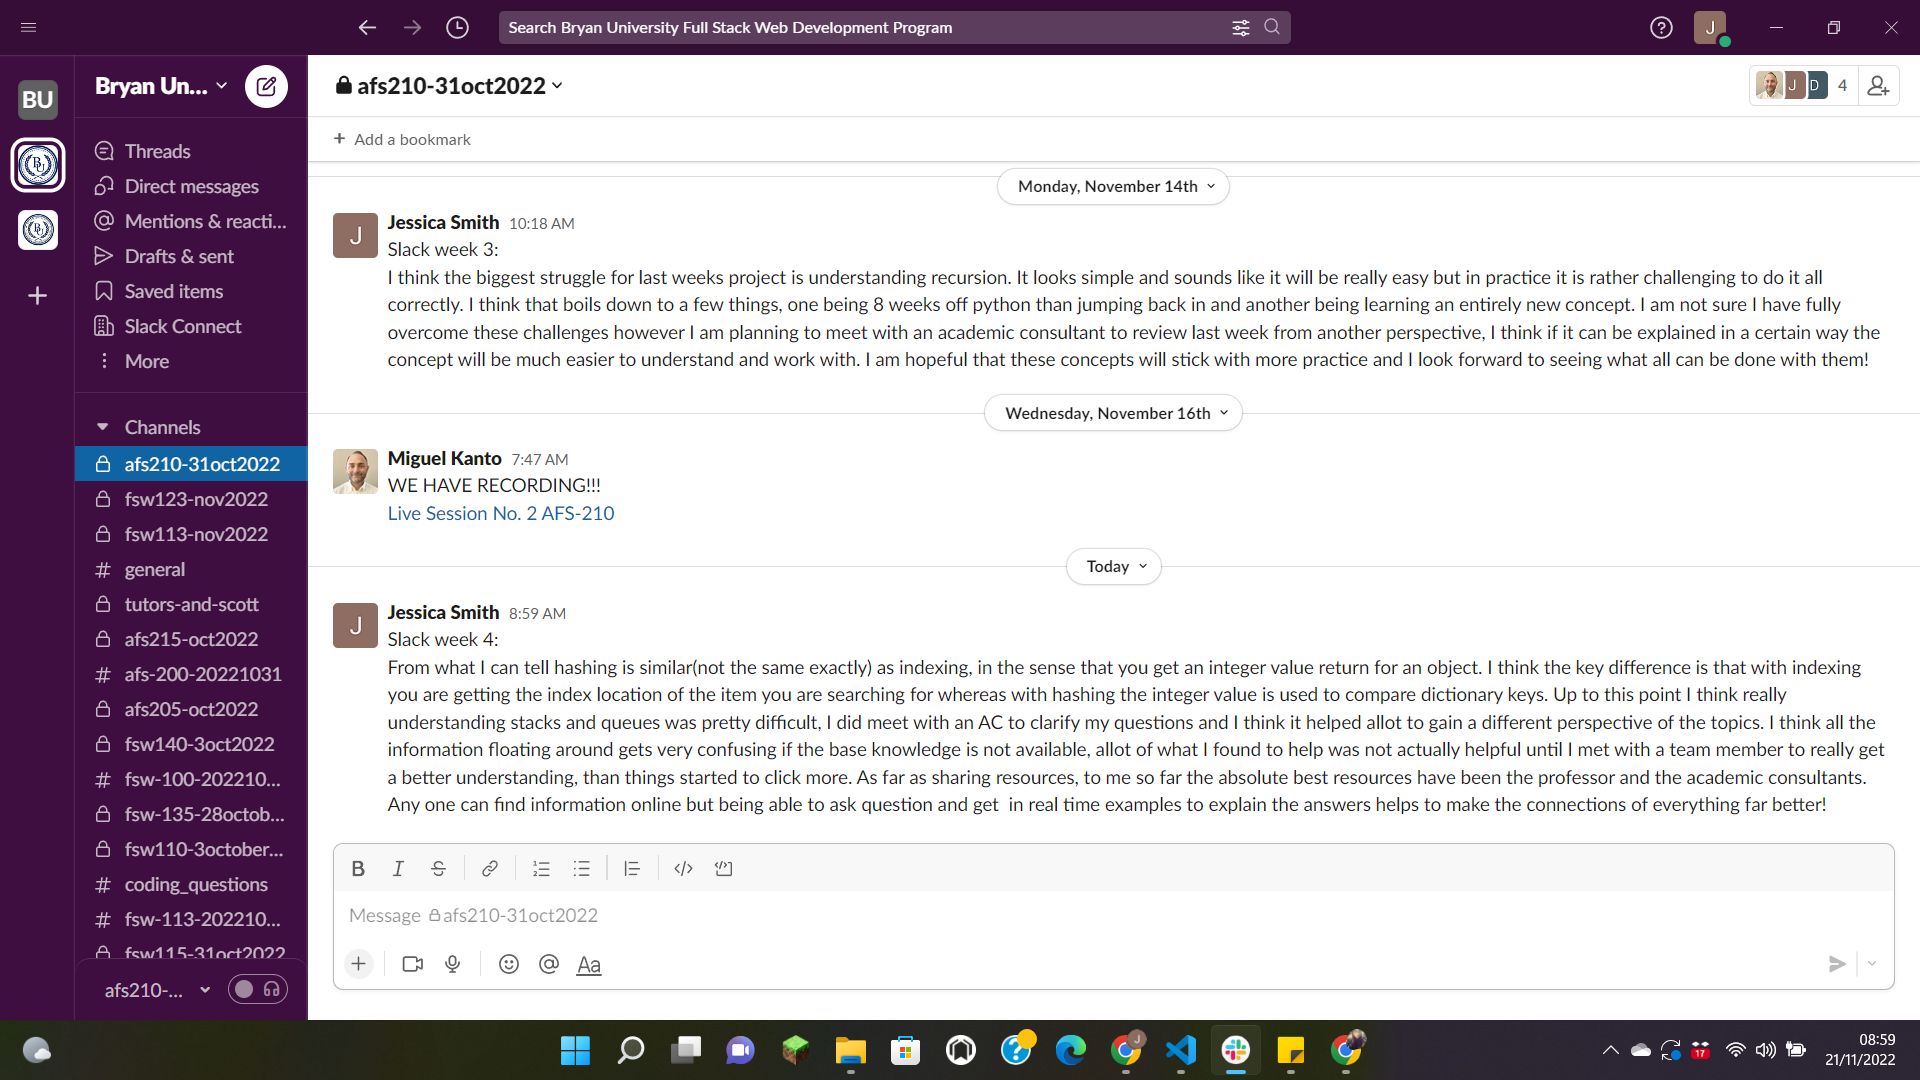 Search Bryan University Full Stack Web Development Program
J
BU
Bryan Un...
afs210-31oct2022
J
D
4
Add a bookmark
Threads
Direct messages
Mentions & reacti...
Drafts & sent
Saved items
Slack Connect
More
Channels
afs210-31oct2022
fsw123-nov2022
fsw113-nov2022
general
tutors-and-scott
afs215-oct2022
afs-200-20221031
afs205-oct2022
fsw140-3oct2022
fsw-100-202210...
fsw-135-28octob...
fsw110-3october...
coding_questions
fsw-113-202210...
fsw115-31oct2022
afs210-...
Monday, November 14th
J
Jessica Smith 10:18 AM
Slack week 3:
I think the biggest struggle for last weeks project is understanding recursion. It looks simple and sounds like it will be really easy but in practice it is rather challenging to do it all
correctly. I think that boils down to a few things, one being 8 weeks off python than jumping back in and another being learning an entirely new concept. I am not sure I have fully
overcome these challenges however I am planning to meet with an academic consultant to review last week from another perspective, I think if it can be explained in a certain way the
concept will be much easier to understand and work with. I am hopeful that these concepts will stick with more practice and I look forward to seeing what all can be done with them!
Wednesday, November 16th
Miguel Kanto 7:47 AM
WE HAVE RECORDING!!!
Live Session No. 2 AFS-210
Today
J
Jessica Smith 8:59 AM
Slack week 4:
From what I can tell hashing is similar(not the same exactly) as indexing, in the sense that you get an integer value return for an object. I think the key difference is that with indexing
you are getting the index location of the item you are searching for whereas with hashing the integer value is used to compare dictionary keys. Up to this point I think really
understanding stacks and queues was pretty difficult, I did meet with an AC to clarify my questions and I think it helped allot to gain a different perspective of the topics. I think all the
information floating around gets very confusing if the base knowledge is not available, allot of what I found to help was not actually helpful until I met with a team member to really get
a better understanding, than things started to click more. As far as sharing resources, to me so far the absolute best resources have been the professor and the academic consultants.
Any one can find information online but being able to ask question and get  in real time examples to explain the answers helps to make the connections of everything far better!
B I S
Message afs210-31oct2022
Aa
J
17
08:59
21/11/2022